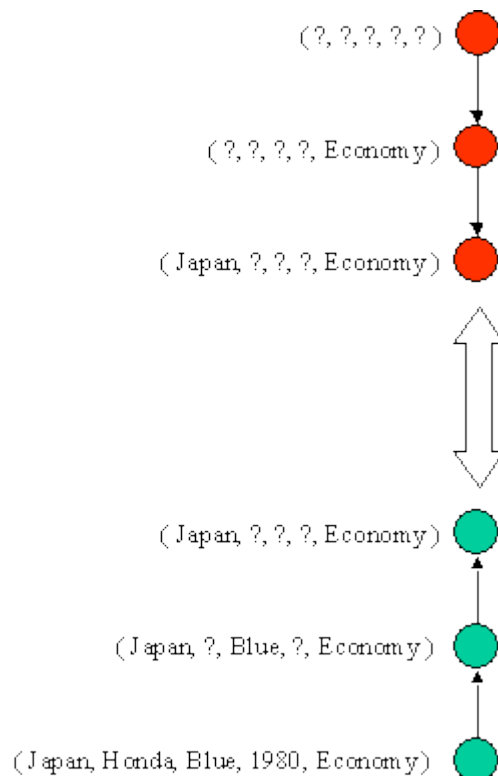 (?, ?, ?, ?, ?)
(?, ?, ?, ?, Economy)
(Japan, ?, ?, ?, Economy)
(Japan, ?, ?, ?, Economy)
(Japan, ?, Blue, ?, Economy)
(Japan, Honda, Blue, 1980, Economy)